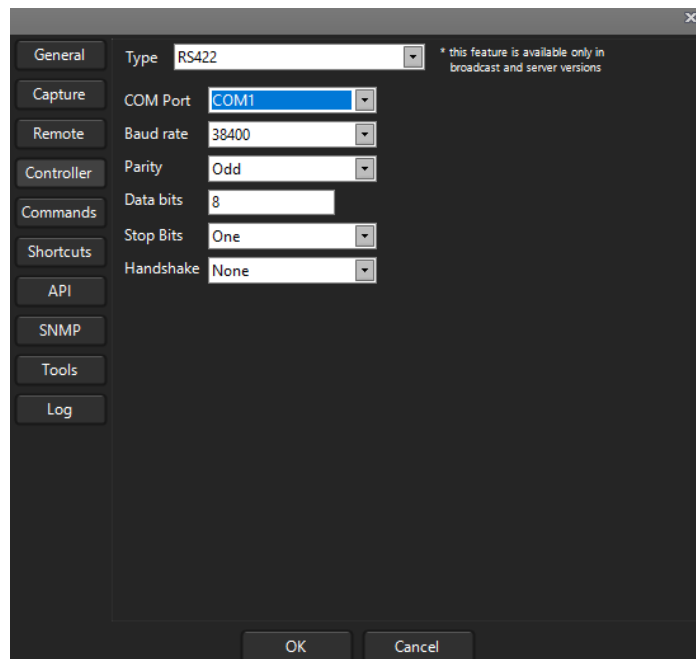 x
General
Capture
Remote
Controller
Commands
Shortcuts
API
SNMP
Tools
Log
Type RS422
* this feature is available only in
broadcast and server versions
COM Port COM1
Baud rate 38400
Parity Odd
Data bits 8
Stop Bits One
Handshake None
OK Cancel